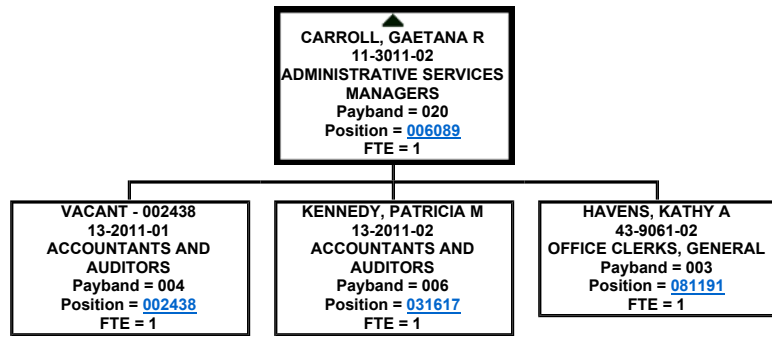 CARROLL, GAETANA R
11-3011-02
ADMINISTRATIVE SERVICES
MANAGERS
Payband = 020
Position = 006089
FTE = 1
VACANT - 002438
13-2011-01
ACCOUNTANTS AND
AUDITORS
Payband = 004
Position = 002438
FTE = 1
KENNEDY, PATRICIA M
13-2011-02
ACCOUNTANTS AND
AUDITORS
Payband = 006
Position = 031617
FTE = 1
HAVENS, KATHY A
43-9061-02
OFFICE CLERKS, GENERAL
Payband = 003
Position = 081191
FTE = 1